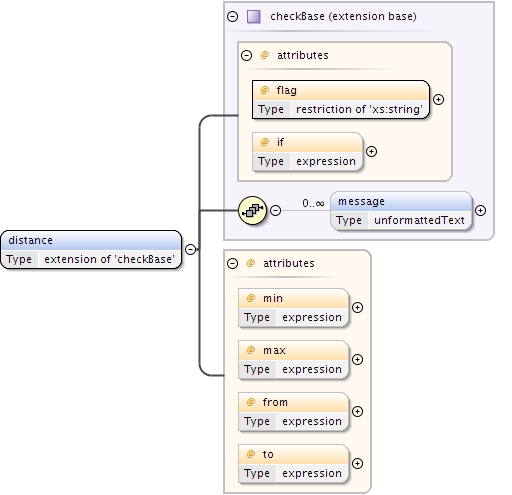 checkBase (extension base)
@ attributes
@ flag
Type restriction of 'xs:string'
@ if
Type expression
0..∞
message
Type unformattedText
distance
Type extension of 'checkBase'
@ attributes
@ min
Type expression
@ max
Type expression
@ from
Type expression
@ to
Type expression